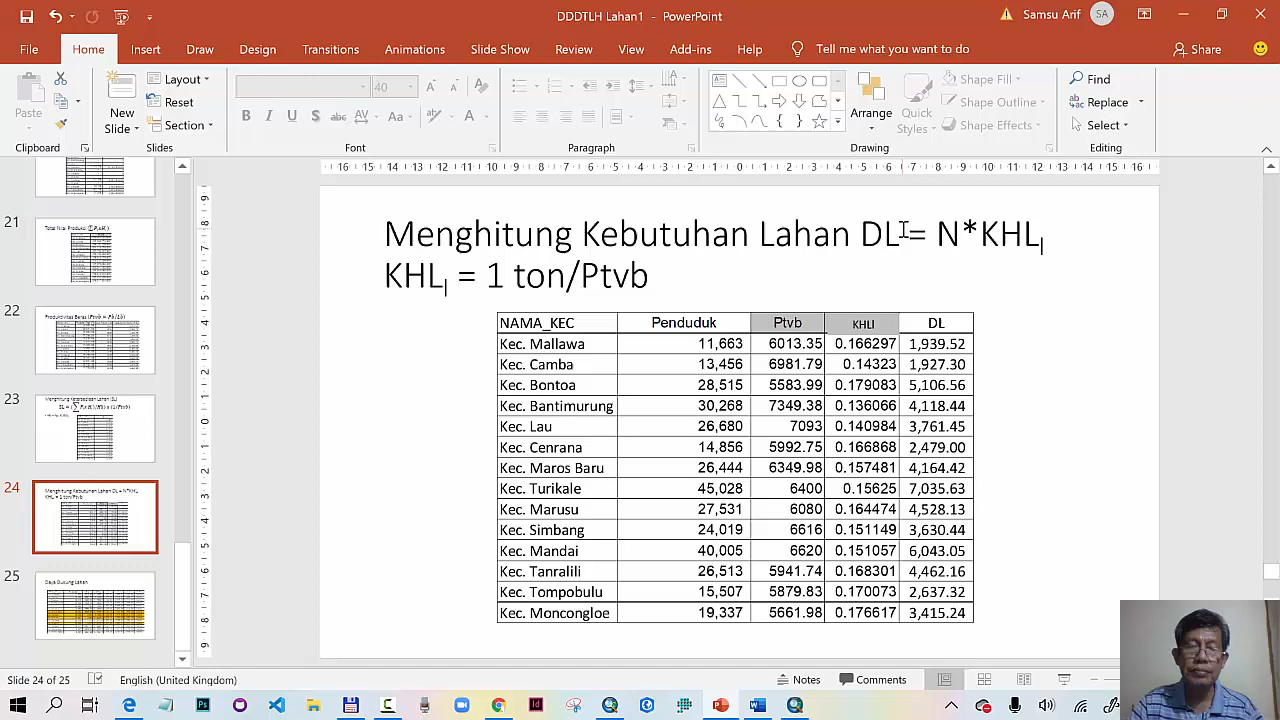 DDDTLH Lahan1 - PowerPoint
Samsu Arif SA
File Home Insert Draw Design Transitions Animations Slide Show Review View Add-ins Help Tell me what you want to do Share
Paste
Clipboard
New Slide
Layout
Reset
Section
Slides
40
B I U S abc AV Aa A
Font
Paragraph
Arrange
Quick Styles
Shape Fill
Shape Outline
Shape Effects
Drawing
Find
Replace
Select
Editing
21
22
23
24
25
Daya Dukung Lahan
Menghitung Kebutuhan Lahan DL = N*KHLl
KHLl = 1 ton/Ptvb
NAMA_KEC Penduduk Ptvb KHLl DL
Kec. Mallawa 11,663 6013.35 0.166297 1,939.52
Kec. Camba 13,456 6981.79 0.14323 1,927.30
Kec. Bontoa 28,515 5583.99 0.179083 5,106.56
Kec. Bantimurung 30,268 7349.38 0.136066 4,118.44
Kec. Lau 26,680 7093 0.140984 3,761.45
Kec. Cenrana 14,856 5992.75 0.166868 2,479.00
Kec. Maros Baru 26,444 6349.98 0.157481 4,164.42
Kec. Turikale 45,028 6400 0.15625 7,035.63
Kec. Marusu 27,531 6080 0.164474 4,528.13
Kec. Simbang 24,019 6616 0.151149 3,630.44
Kec. Mandai 40,005 6620 0.151057 6,043.05
Kec. Tanralili 26,513 5941.74 0.168301 4,462.16
Kec. Tompobulu 15,507 5879.83 0.170073 2,637.32
Kec. Moncongloe 19,337 5661.98 0.176617 3,415.24
Slide 24 of 25 English (United Kingdom) Notes Comments